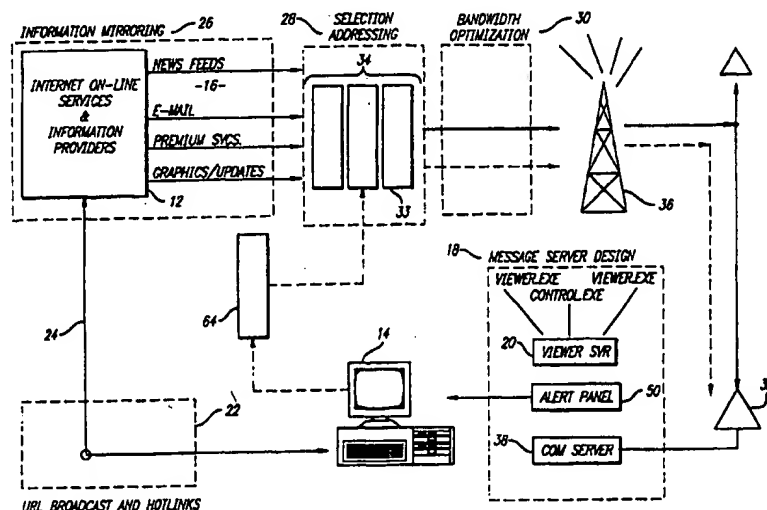 INFORMATION MIRRORING
26
28
SELECTION
ADDRESSING
BANDWIDTH
OPTIMIZATION
30
INTERNET ON-LINE
SERVICES
&
INFORMATION
PROVIDERS
NEWS FEEDS
-16-
E-MAIL
PREMIUM SVCS.
GRAPHICS/UPDATES
12
34
33
36
64
24
14
22
18
MESSAGE SERVER DESIGN
VIEWER.EXE
VIEWER.EXE
CONTROL.EXE
20
VIEWER SVR
ALERT PANEL
50
38
COM SERVER
URL BROADCAST AND HOTLINKS